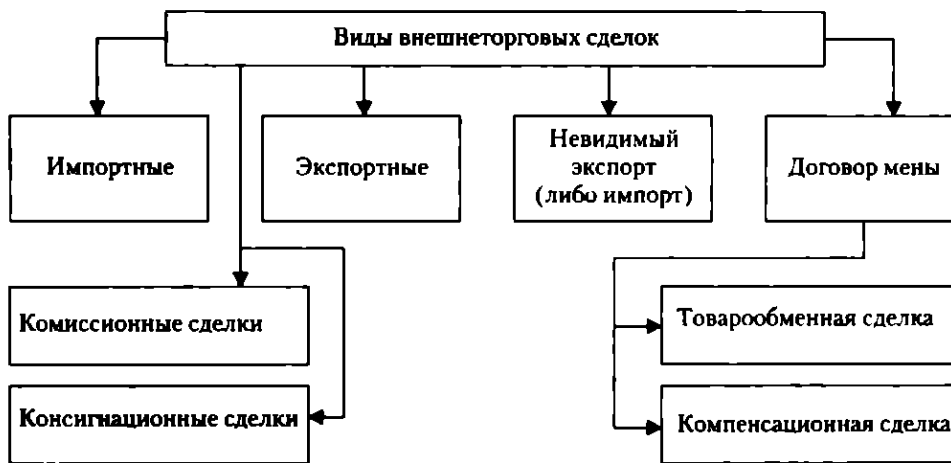 Виды внешнеторговых сделок
Импортные
Экспортные
Невидимый
экспорт
(либо импорт)
Договор мены
Комиссионные сделки
Товарообменная сделка
Консигнационные сделки
Компенсационная сделка